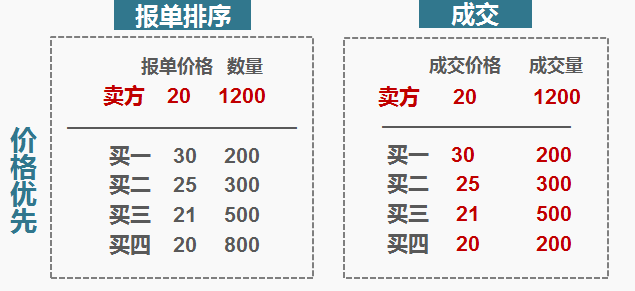 报单排序
成交
价格优先
报单价格 数量
卖方 20 1200
买一 30 200
买二 25 300
买三 21 500
买四 20 800
成交价格 成交量
卖方 20 1200
买一 30 200
买二 25 300
买三 21 500
买四 20 200